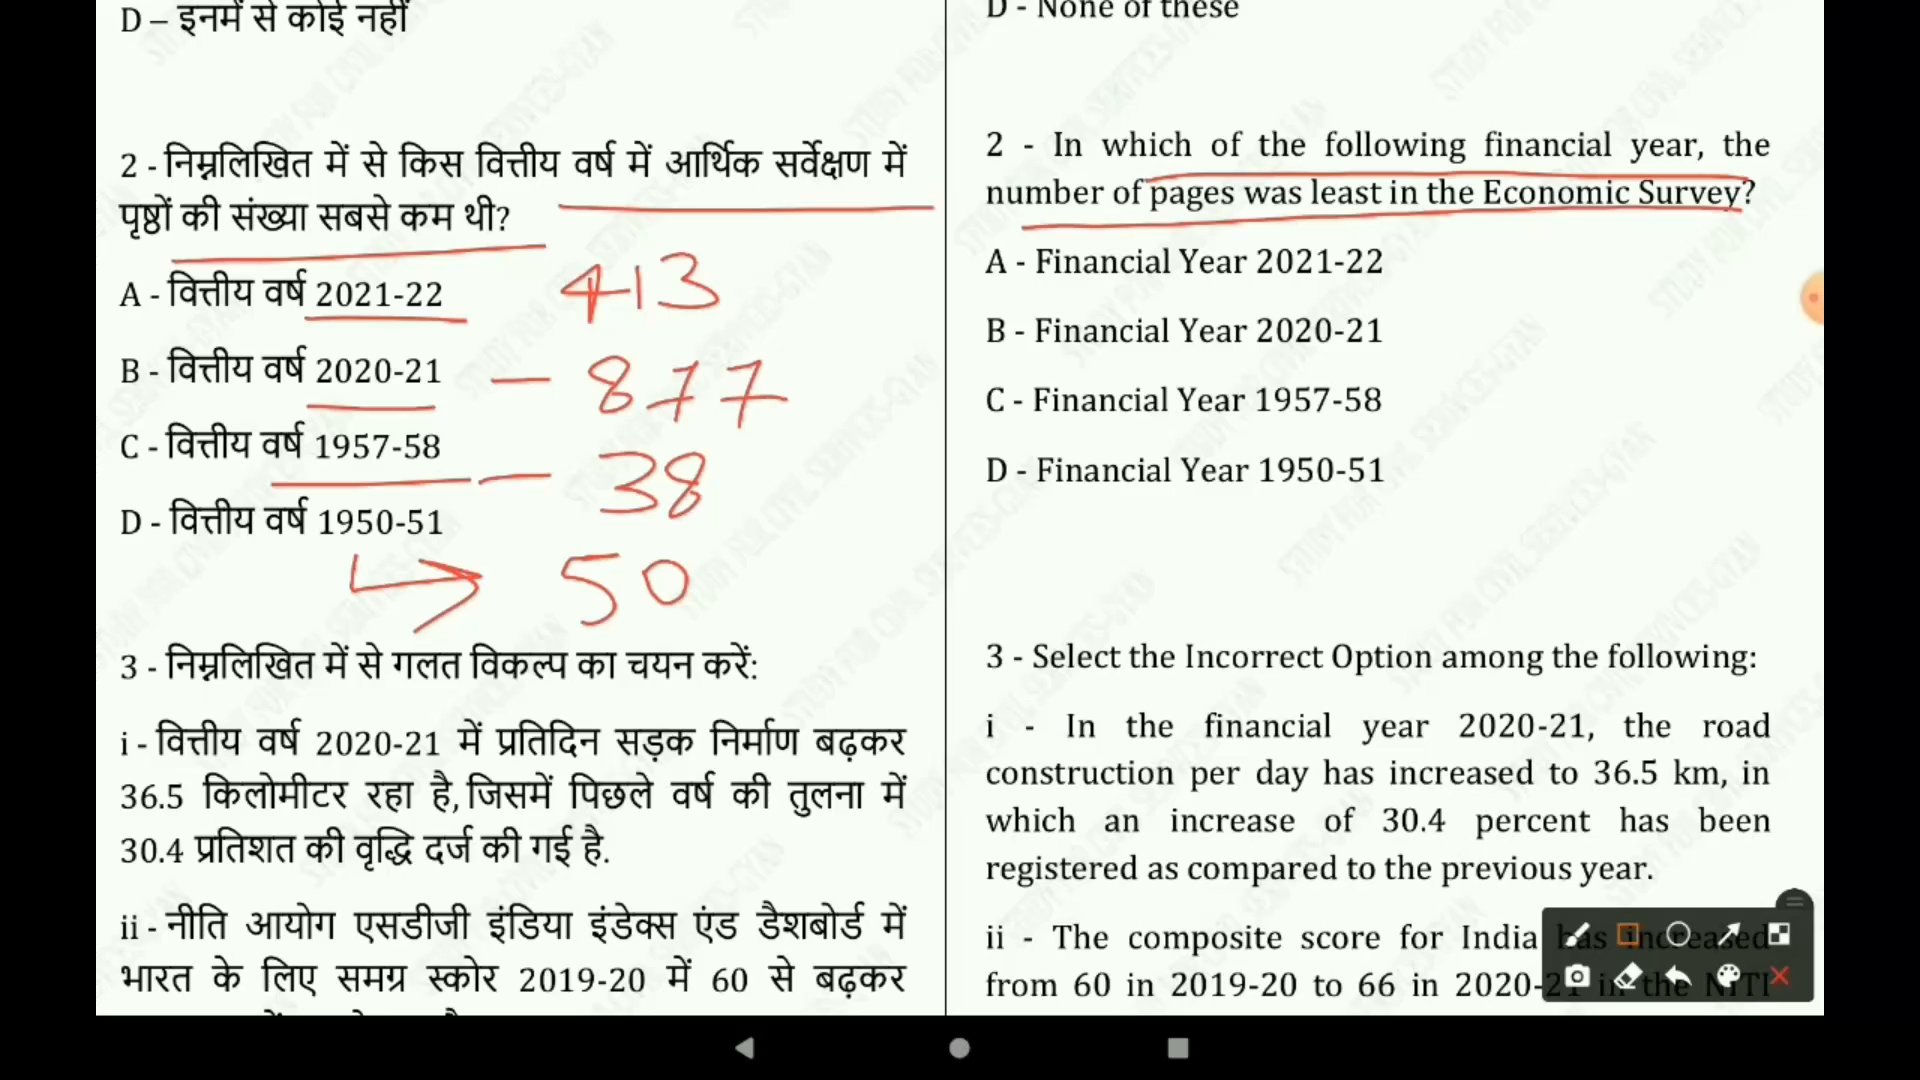 D – इनमें से कोई नहीं
2 - निम्नलिखित में से किस वित्तीय वर्ष में आर्थिक सर्वेक्षण में
पृष्ठों की संख्या सबसे कम थी?
A - वित्तीय वर्ष 2021-22
413
B - वित्तीय वर्ष 2020-21
– 877
C - वित्तीय वर्ष 1957-58
– 38
D - वित्तीय वर्ष 1950-51
50
3 - निम्नलिखित में से गलत विकल्प का चयन करें:
i - वित्तीय वर्ष 2020-21 में प्रतिदिन सड़क निर्माण बढ़कर
36.5 किलोमीटर रहा है, जिसमें पिछले वर्ष की तुलना में
30.4 प्रतिशत की वृद्धि दर्ज की गई है.
ii - नीति आयोग एसडीजी इंडिया इंडेक्स एंड डैशबोर्ड में
भारत के लिए समग्र स्कोर 2019-20 में 60 से बढ़कर
D - None of these
2 - In which of the following financial year, the
number of pages was least in the Economic Survey?
A - Financial Year 2021-22
B - Financial Year 2020-21
C - Financial Year 1957-58
D - Financial Year 1950-51
3 - Select the Incorrect Option among the following:
i - In the financial year 2020-21, the road
construction per day has increased to 36.5 km, in
which an increase of 30.4 percent has been
registered as compared to the previous year.
ii - The composite score for India has increased
from 60 in 2019-20 to 66 in 2020-21 in the NITI